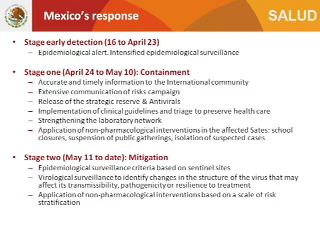 Mexico's response
SALUD
• Stage early detection (16 to April 23)
– Epidemiological alert. Intensified epidemiological surveillance
• Stage one (April 24 to May 10): Containment
– Accurate and timely information to the International community
– Extensive communication of risks campaign
– Release of the strategic reserve & Antivirals
– Implementation of clinical guidelines and triage to preserve health care
– Strengthening the laboratory network
– Application of non-pharmacological interventions in the affected Sates: school
closures, suspension of public gatherings, isolation of suspected cases
• Stage two (May 11 to date): Mitigation
– Epidemiological surveillance criteria based on sentinel sites
– Virological surveillance to identify changes in the structure of the virus that may
affect its transmissibility, pathogenicity or resilience to treatment
– Application of non-pharmacological interventions based on a scale of risk
stratification